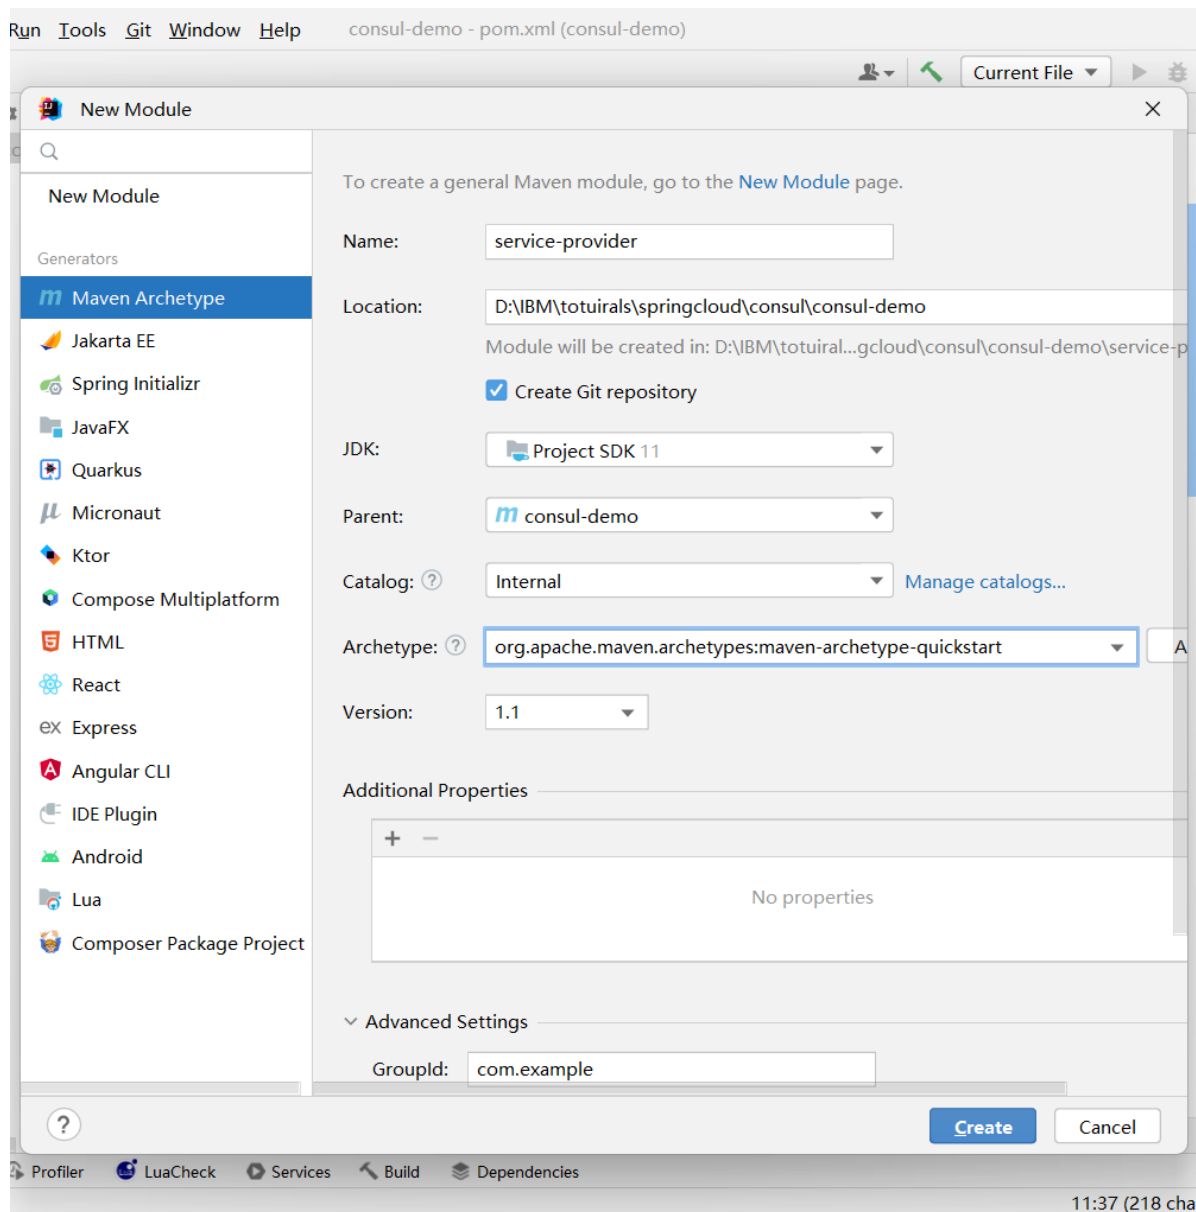 Run Tools Git Window Help consul-demo - pom.xml (consul-demo)
Current File
New Module
New Module
To create a general Maven module, go to the New Module page.
Name: service-provider
Generators
Maven Archetype
Location: D:\IBM\totuirals\springcloud\consul\consul-demo
Jakarta EE
Module will be created in: D:\IBM\totuiral...gcloud\consul\consul-demo\service-p
Spring Initializr
Create Git repository
JavaFX
JDK: Project SDK 11
Quarkus
Micronaut
Parent: consul-demo
Ktor
Catalog: ? Internal Manage catalogs...
Compose Multiplatform
HTML
Archetype: ? org.apache.maven.archetypes:maven-archetype-quickstart A
React
Version: 1.1
ex Express
Angular CLI
Additional Properties
IDE Plugin
+ −
Android
Lua
No properties
Composer Package Project
Advanced Settings
GroupId: com.example
? Create Cancel
Profiler LuaCheck Services Build Dependencies
11:37 (218 cha